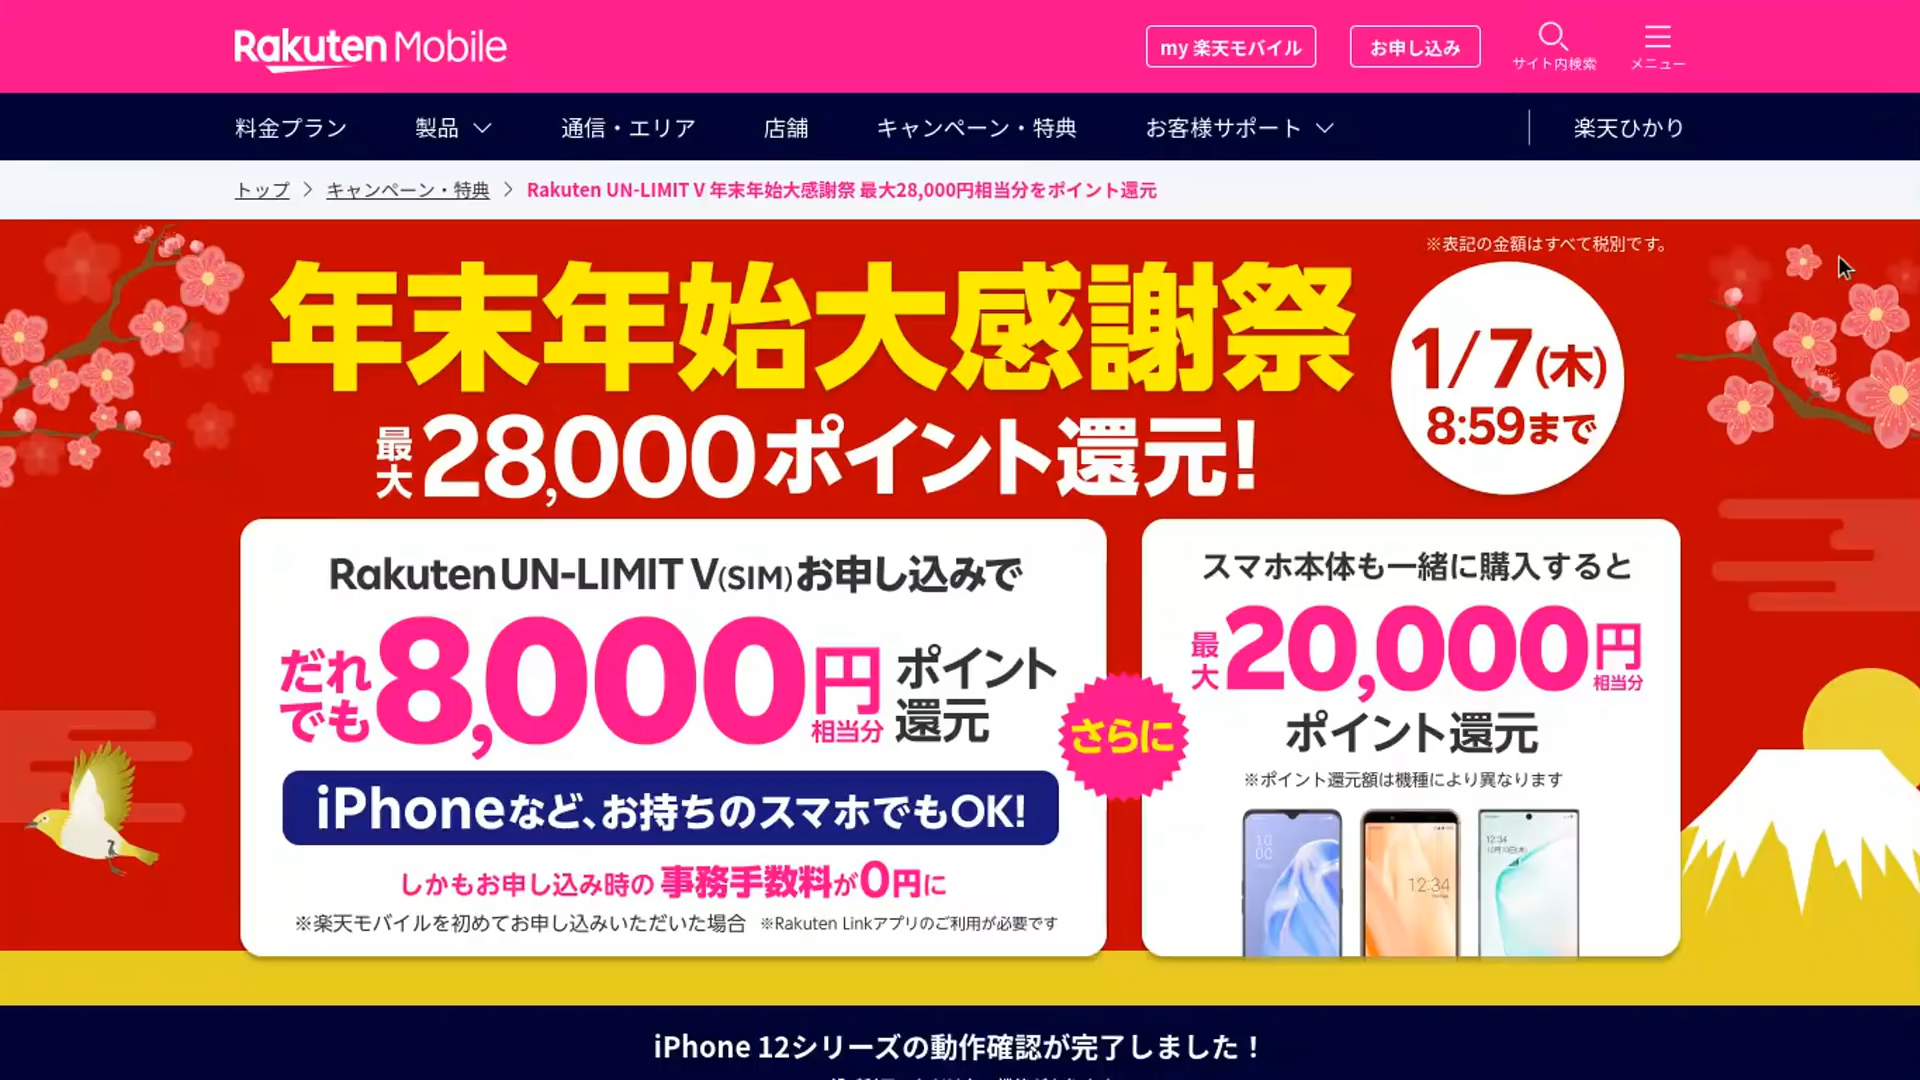 Rakuten Mobile
my 楽天モバイル
お申し込み
サイト内検索
メニュー
料金プラン
製品
通信・エリア
店舗
キャンペーン・特典
お客様サポート
楽天ひかり
トップ > キャンペーン・特典 > Rakuten UN-LIMIT V 年末年始大感謝祭 最大28,000円相当分をポイント還元
※表記の金額はすべて税別です。
年末年始大感謝祭
1/7(木)
8:59まで
最大28,000ポイント還元!
Rakuten UN-LIMIT V(SIM)お申し込みで
だれでも8,000円相当分 ポイント還元
iPhoneなど、お持ちのスマホでもOK!
しかもお申し込み時の 事務手数料が0円に
※楽天モバイルを初めてお申し込みいただいた場合 ※Rakuten Linkアプリのご利用が必要です
さらに
スマホ本体も一緒に購入すると
最大20,000円相当分
ポイント還元
※ポイント還元額は機種により異なります
10
00
12:34
12:34
iPhone 12シリーズの動作確認が完了しました！